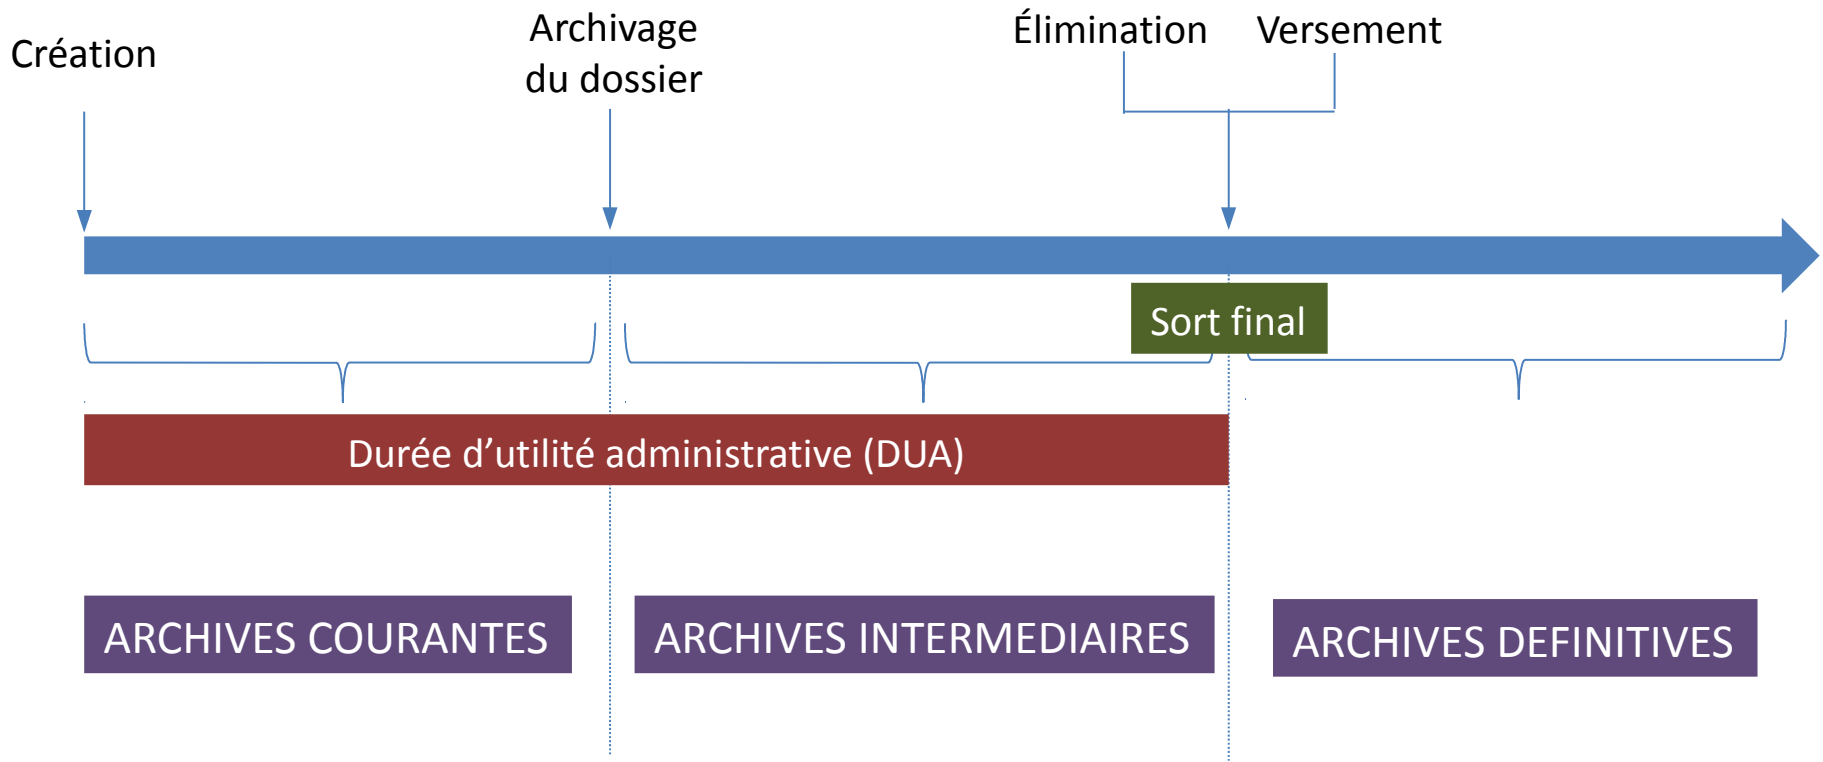 Création
Archivage
du dossier
Élimination
Versement
Sort final
Durée d’utilité administrative (DUA)
ARCHIVES COURANTES
ARCHIVES INTERMEDIAIRES
ARCHIVES DEFINITIVES